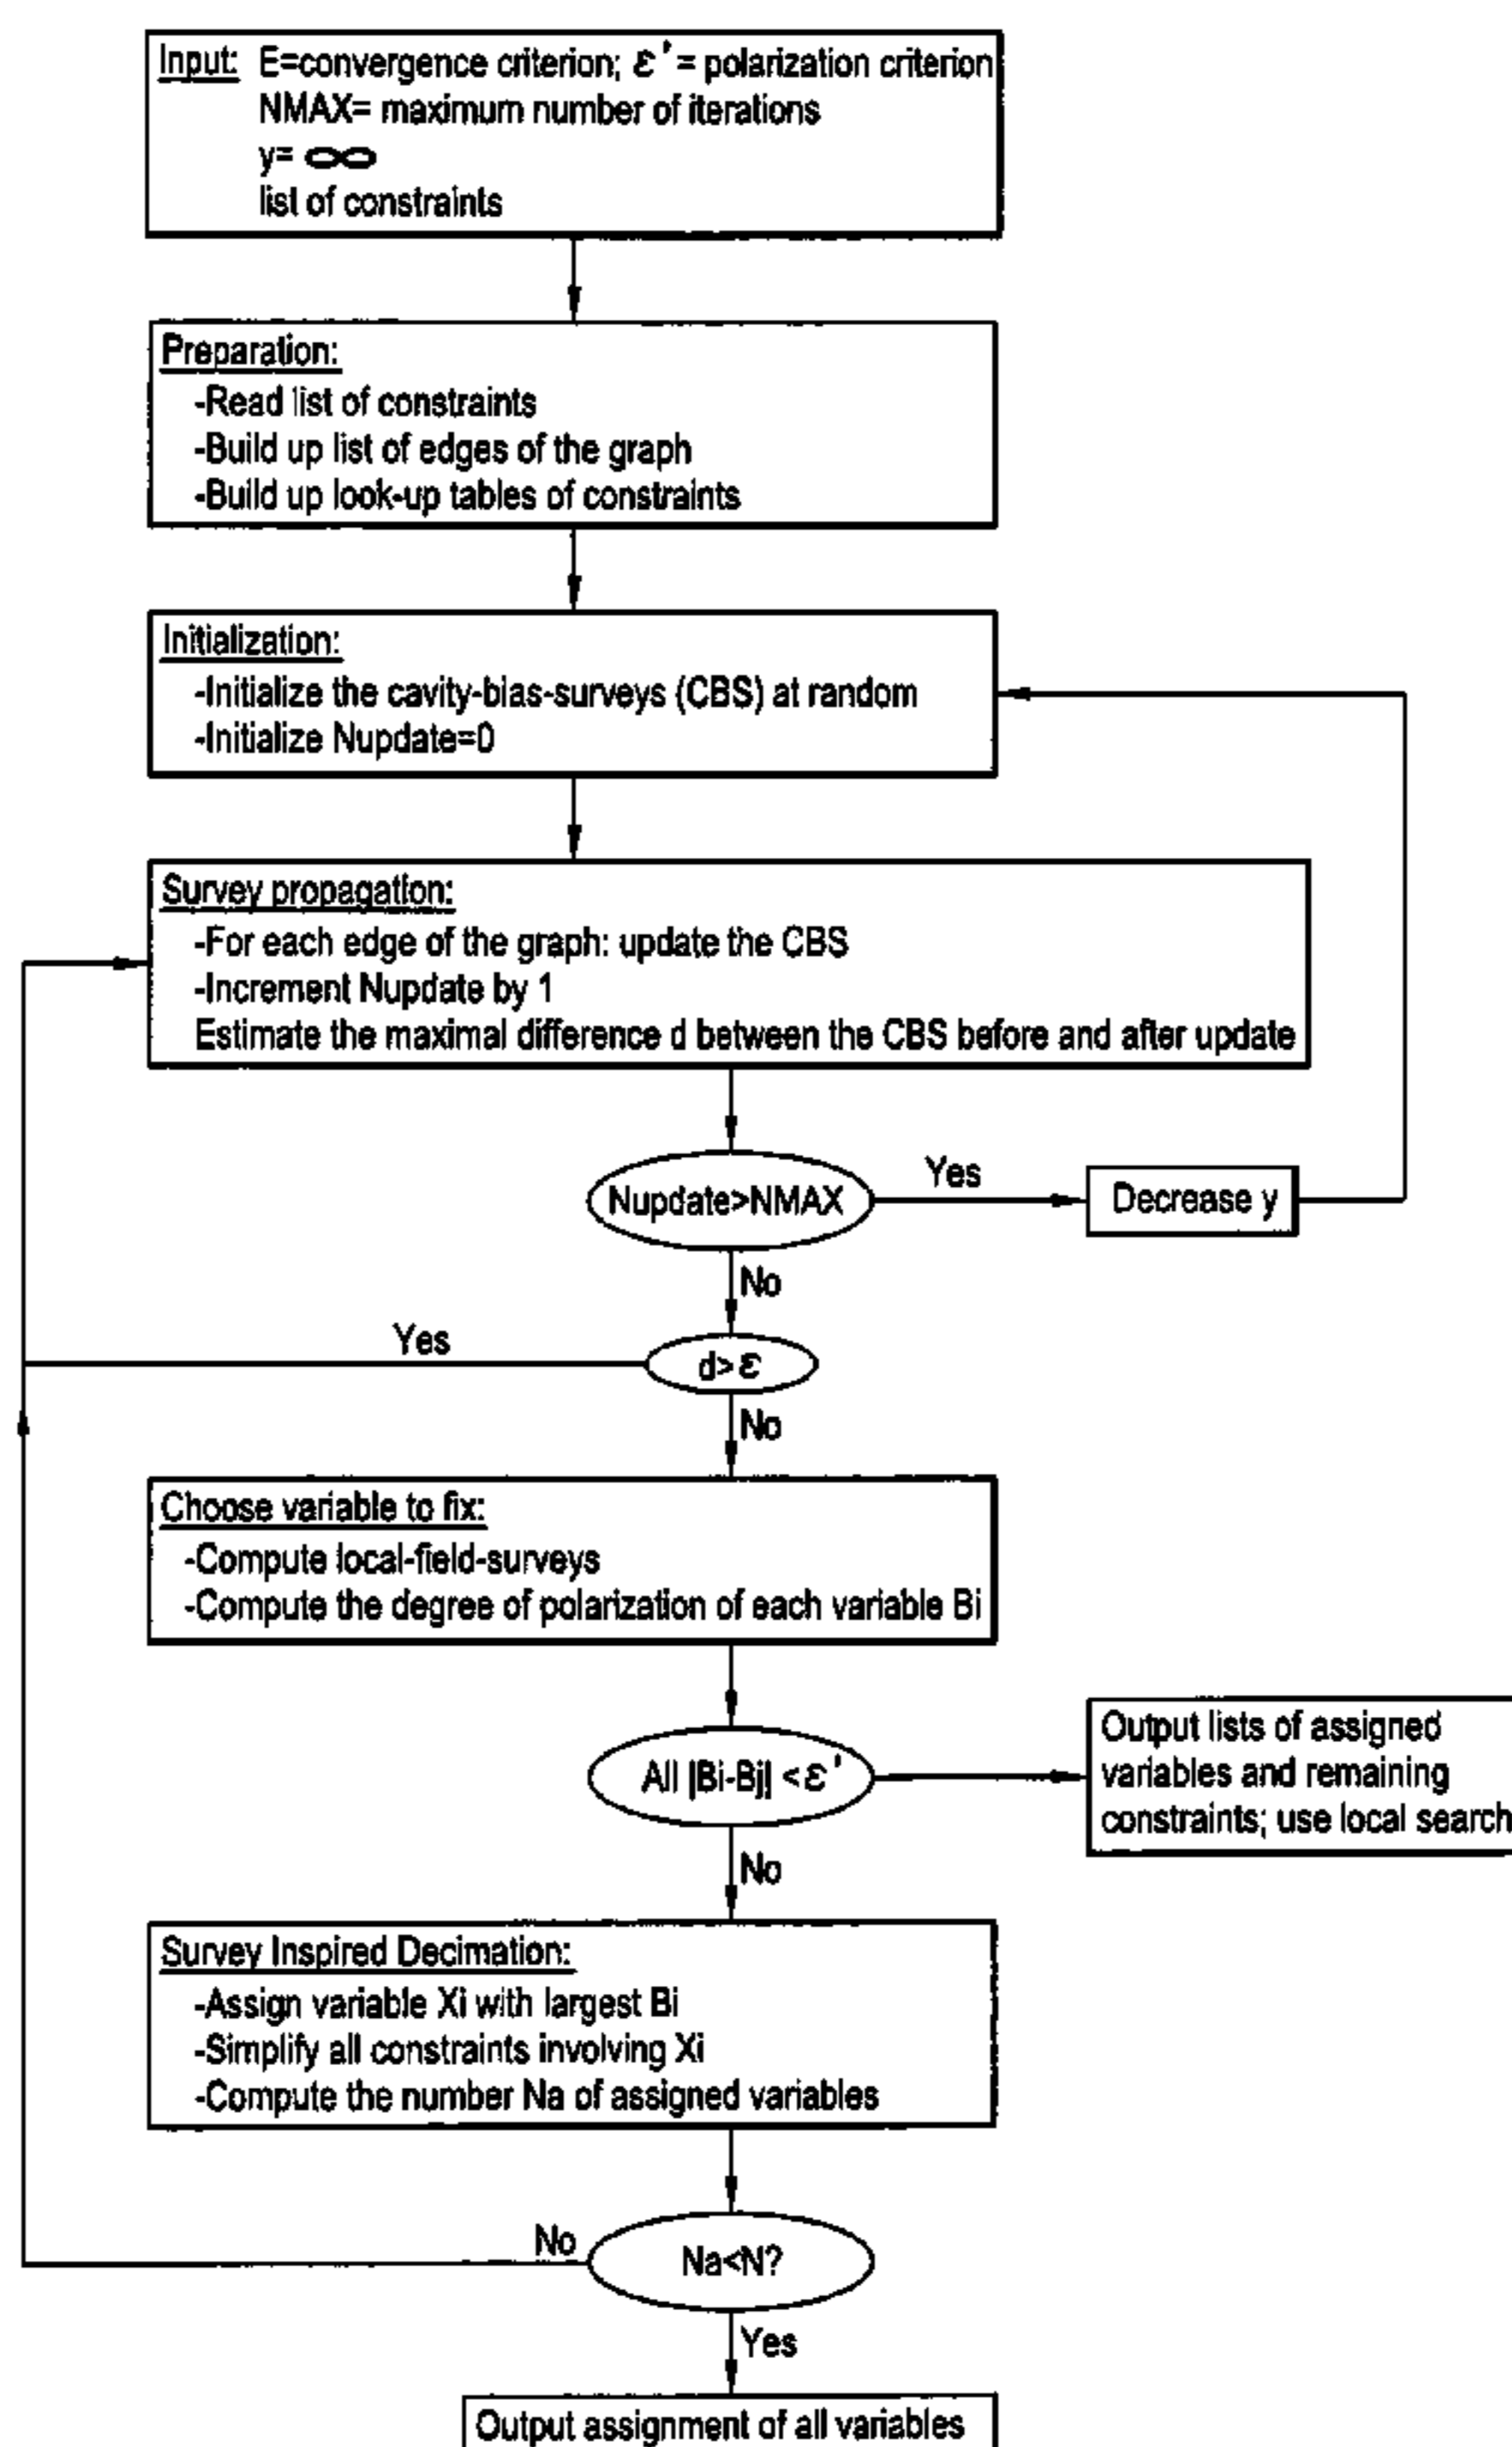 Input: E=convergence criterion; ε'= polarization criterion
NMAX= maximum number of iterations
y= ∞
list of constraints
Preparation:
-Read list of constraints
-Build up list of edges of the graph
-Build up look-up tables of constraints
Initialization:
-Initialize the cavity-bias-surveys (CBS) at random
-Initialize Nupdate=0
Survey propagation:
-For each edge of the graph: update the CBS
-Increment Nupdate by 1
Estimate the maximal difference d between the CBS before and after update
Nupdate>NMAX
Yes
Decrease y
No
Yes
d>ε
No
Choose variable to fix:
-Compute local-field-surveys
-Compute the degree of polarization of each variable Bi
All |Bi-Bj| <ε'
Output lists of assigned
variables and remaining
constraints; use local search
No
Survey Inspired Decimation:
-Assign variable Xi with largest Bi
-Simplify all constraints involving Xi
-Compute the number Na of assigned variables
No
Na<N?
Yes
Output assignment of all variables